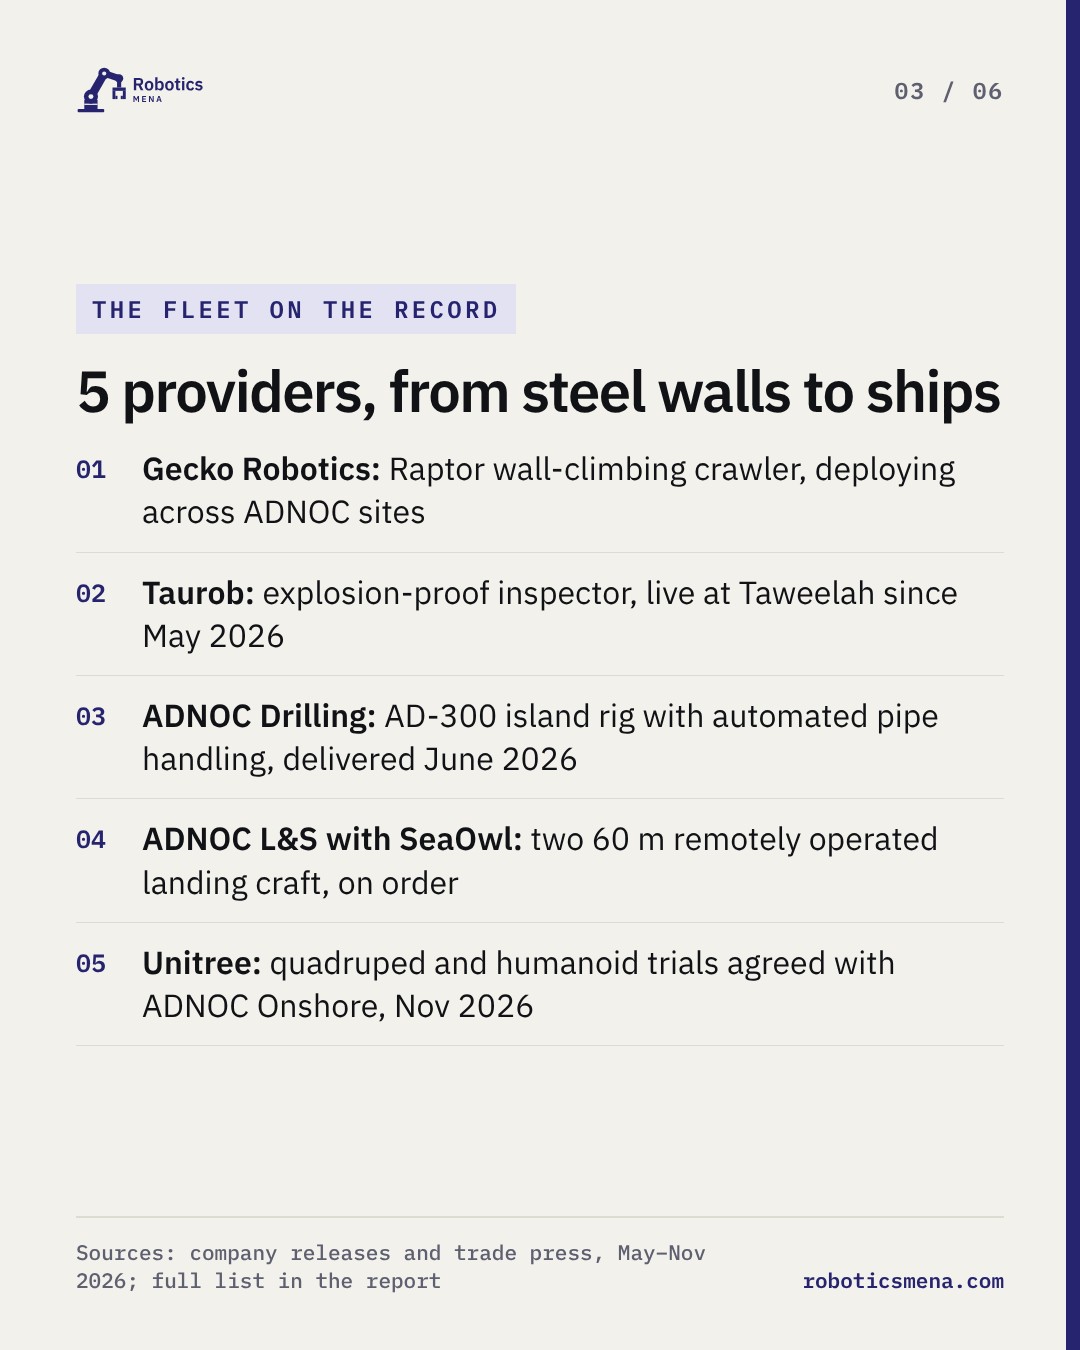 Robotics
MENA
03 / 06
THE FLEET ON THE RECORD
5 providers, from steel walls to ships
01 Gecko Robotics: Raptor wall-climbing crawler, deploying
across ADNOC sites
02 Taurob: explosion-proof inspector, live at Taweelah since
May 2026
03 ADNOC Drilling: AD-300 island rig with automated pipe
handling, delivered June 2026
04 ADNOC L&S with SeaOwl: two 60 m remotely operated
landing craft, on order
05 Unitree: quadruped and humanoid trials agreed with
ADNOC Onshore, Nov 2026
Sources: company releases and trade press, May–Nov
2026; full list in the report
roboticsmena.com